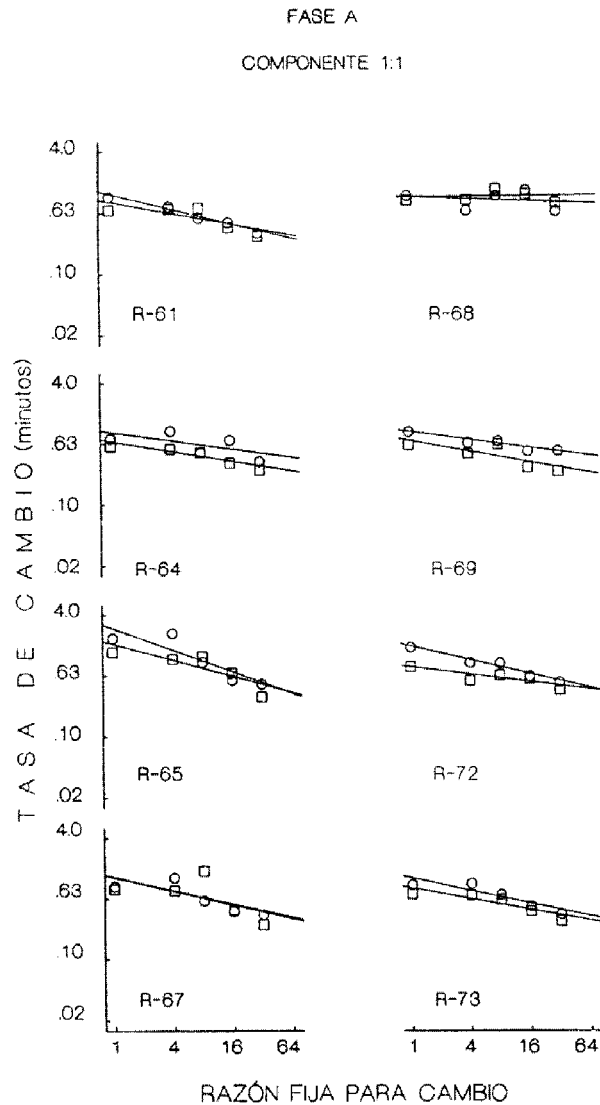 FASE A
COMPONENTE 1:1
TASA DE CAMBIO (minutos)
4.0
.63
.10
.02
R-61
R-68
4.0
.63
.10
.02
R-64
R-69
4.0
.63
.10
.02
R-65
R-72
4.0
.63
.10
.02
R-67
R-73
1 4 16 64 1 4 16 64
RAZÓN FIJA PARA CAMBIO